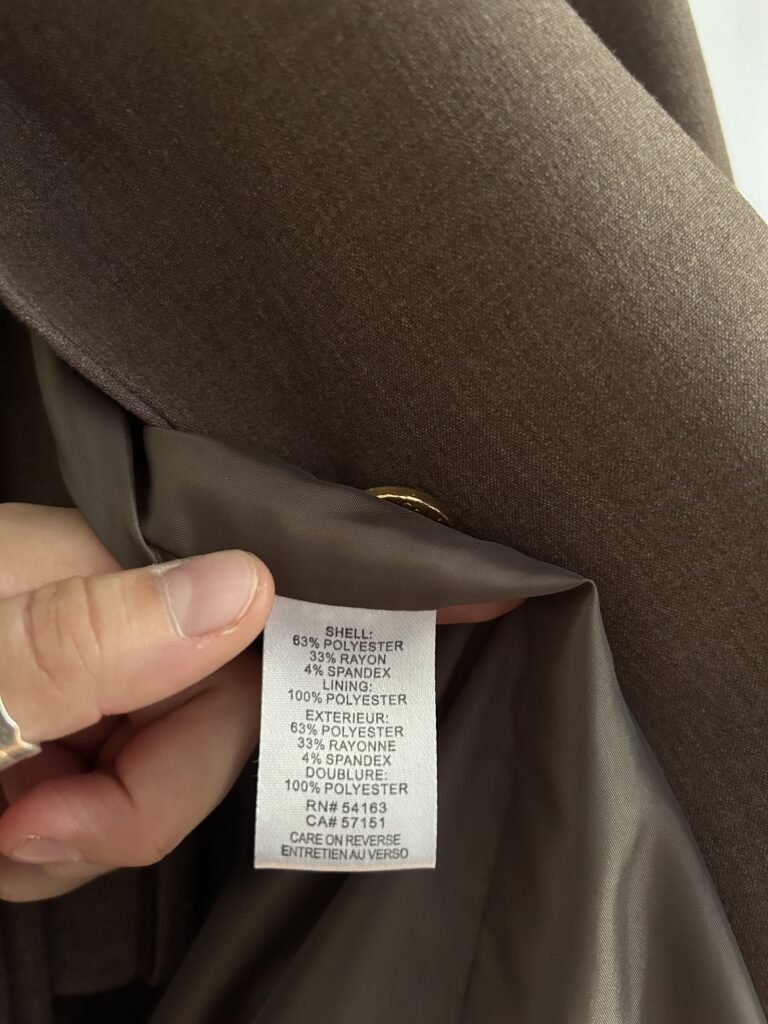 SHELL:
63% POLYESTER
33% RAYON
4% SPANDEX
LINING:
100% POLYESTER
EXTERIEUR:
63% POLYESTER
33% RAYONNE
4% SPANDEX
DOUBLURE:
100% POLYESTER
RN# 54163
CA# 57151
CARE ON REVERSE
ENTRETIEN AU VERSO